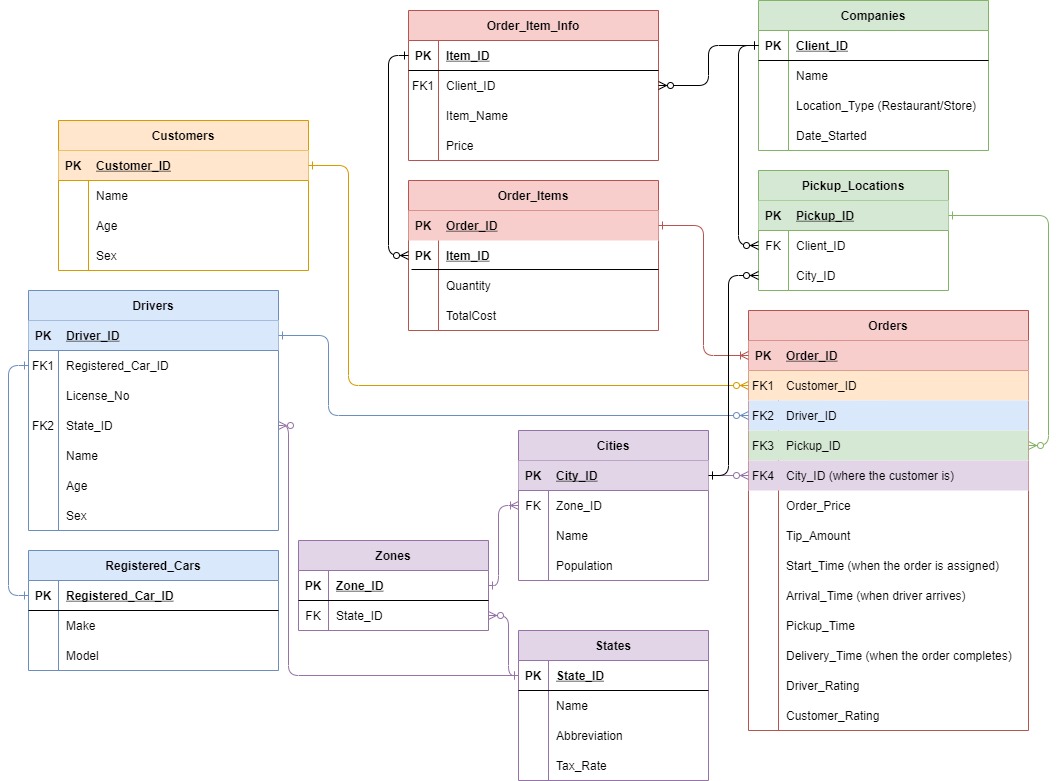 Order_Item_Info
PK Item_ID
FK1 Client_ID
Item_Name
Price
Companies
PK Client_ID
Name
Location_Type (Restaurant/Store)
Date_Started
Customers
PK Customer_ID
Name
Age
Sex
Order_Items
PK Order_ID
PK Item_ID
Quantity
TotalCost
Pickup_Locations
PK Pickup_ID
FK Client_ID
City_ID
Drivers
PK Driver_ID
FK1 Registered_Car_ID
License_No
FK2 State_ID
Name
Age
Sex
Orders
PK Order_ID
FK1 Customer_ID
FK2 Driver_ID
FK3 Pickup_ID
FK4 City_ID (where the customer is)
Order_Price
Tip_Amount
Start_Time (when the order is assigned)
Arrival_Time (when driver arrives)
Pickup_Time
Delivery_Time (when the order completes)
Driver_Rating
Customer_Rating
Cities
PK City_ID
FK Zone_ID
Name
Population
Zones
PK Zone_ID
FK State_ID
Registered_Cars
PK Registered_Car_ID
Make
Model
States
PK State_ID
Name
Abbreviation
Tax_Rate